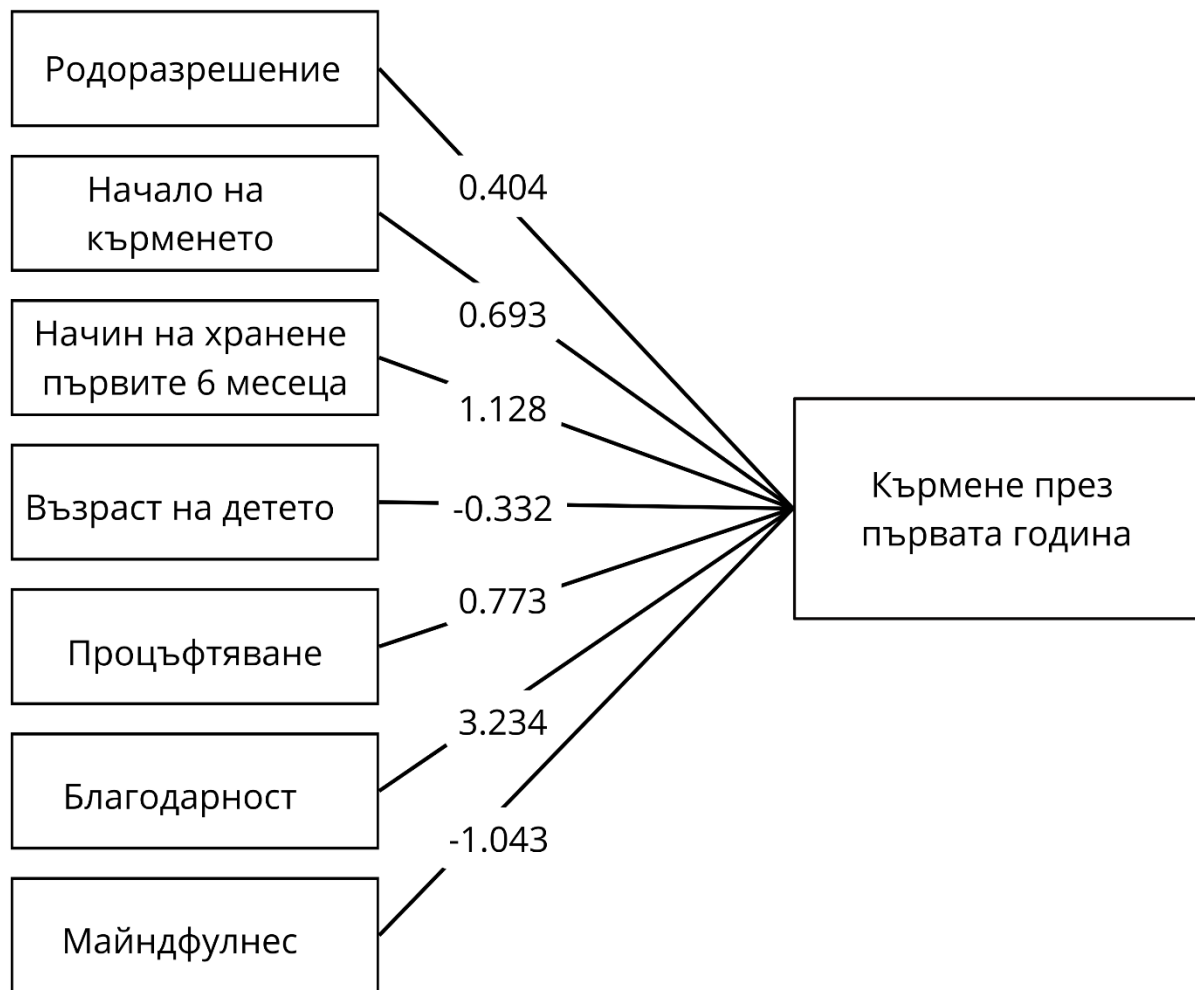 Родоразрешение
0.404
Начало на
кърменето
0.693
Начин на хранене
първите 6 месеца
1.128
Възраст на детето
-0.332
Процъфтяване
0.773
Благодарност
3.234
Майндфулнес
-1.043
Кърмене през
първата година